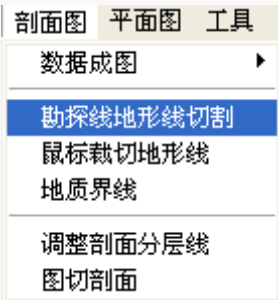 剖面图 平面图 工具
数据成图
勘探线地形线切割
鼠标裁切地形线
地质界线
调整剖面分层线
图切剖面